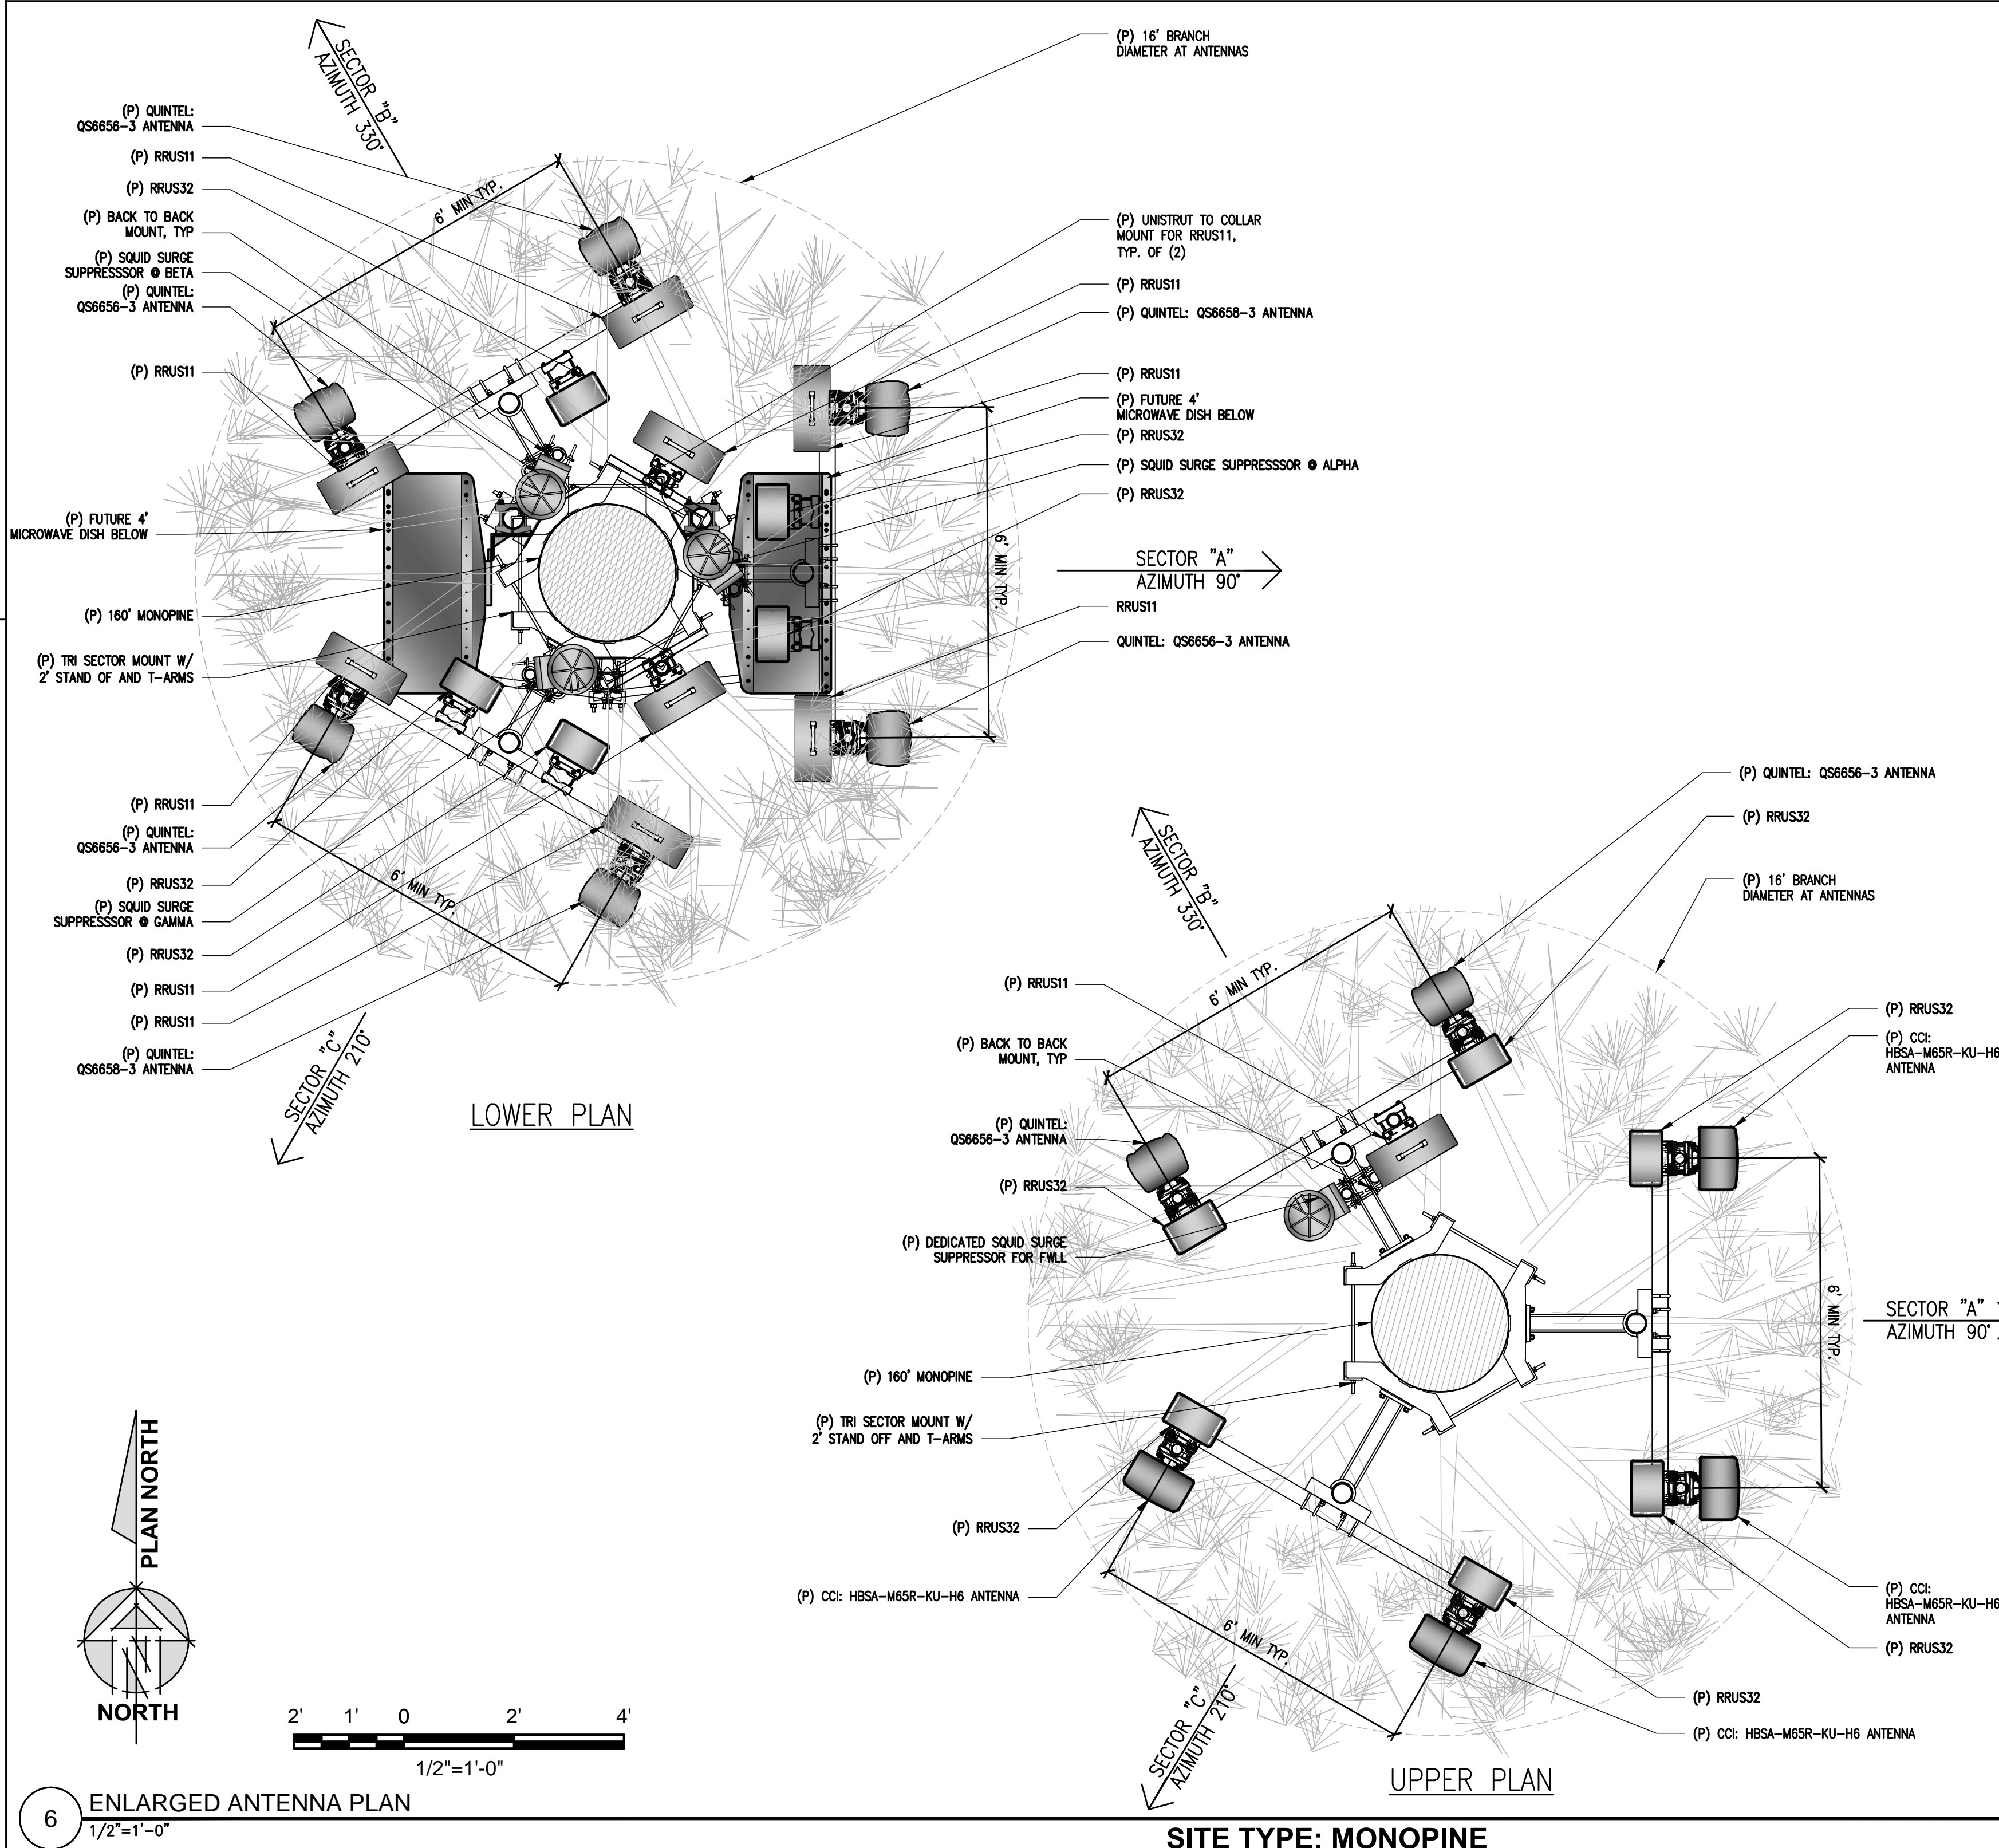 (P) 16' BRANCH
DIAMETER AT ANTENNAS
SECTOR "B"
AZIMUTH 330°
(P) QUINTEL:
QS6656-3 ANTENNA
(P) RRUS11
(P) RRUS32
(P) BACK TO BACK
MOUNT, TYP
(P) SQUID SURGE
SUPPRESSSOR @ BETA
(P) QUINTEL:
QS6656-3 ANTENNA
(P) RRUS11
(P) FUTURE 4'
MICROWAVE DISH BELOW
(P) 160' MONOPINE
(P) TRI SECTOR MOUNT W/
2' STAND OF AND T-ARMS
(P) RRUS11
(P) QUINTEL:
QS6656-3 ANTENNA
(P) RRUS32
(P) SQUID SURGE
SUPPRESSSOR @ GAMMA
(P) RRUS32
(P) RRUS11
(P) RRUS11
(P) QUINTEL:
QS6658-3 ANTENNA
6' MIN TYP.
6' MIN TYP.
6' MIN TYP.
(P) UNISTRUT TO COLLAR
MOUNT FOR RRUS11,
TYP. OF (2)
(P) RRUS11
(P) QUINTEL: QS6658-3 ANTENNA
(P) RRUS11
(P) FUTURE 4'
MICROWAVE DISH BELOW
(P) RRUS32
(P) SQUID SURGE SUPPRESSSOR @ ALPHA
(P) RRUS32
SECTOR "A"
AZIMUTH 90°
RRUS11
QUINTEL: QS6656-3 ANTENNA
SECTOR "C"
AZIMUTH 210°
LOWER PLAN
(P) QUINTEL: QS6656-3 ANTENNA
(P) RRUS32
(P) 16' BRANCH
DIAMETER AT ANTENNAS
SECTOR "B"
AZIMUTH 330°
(P) RRUS11
(P) BACK TO BACK
MOUNT, TYP
(P) QUINTEL:
QS6656-3 ANTENNA
(P) RRUS32
(P) DEDICATED SQUID SURGE
SUPPRESSOR FOR FWLL
(P) 160' MONOPINE
(P) TRI SECTOR MOUNT W/
2' STAND OFF AND T-ARMS
(P) RRUS32
(P) CCI: HBSA-M65R-KU-H6 ANTENNA
6' MIN TYP.
6' MIN TYP.
6' MIN TYP.
(P) RRUS32
(P) CCI:
HBSA-M65R-KU-H6
ANTENNA
SECTOR "A"
AZIMUTH 90°
(P) CCI:
HBSA-M65R-KU-H6
ANTENNA
(P) RRUS32
(P) RRUS32
(P) CCI: HBSA-M65R-KU-H6 ANTENNA
SECTOR "C"
AZIMUTH 210°
UPPER PLAN
PLAN NORTH
NORTH
2' 1' 0 2' 4'
1/2"=1'-0"
6
ENLARGED ANTENNA PLAN
1/2"=1'-0"
SITE TYPE: MONOPINE